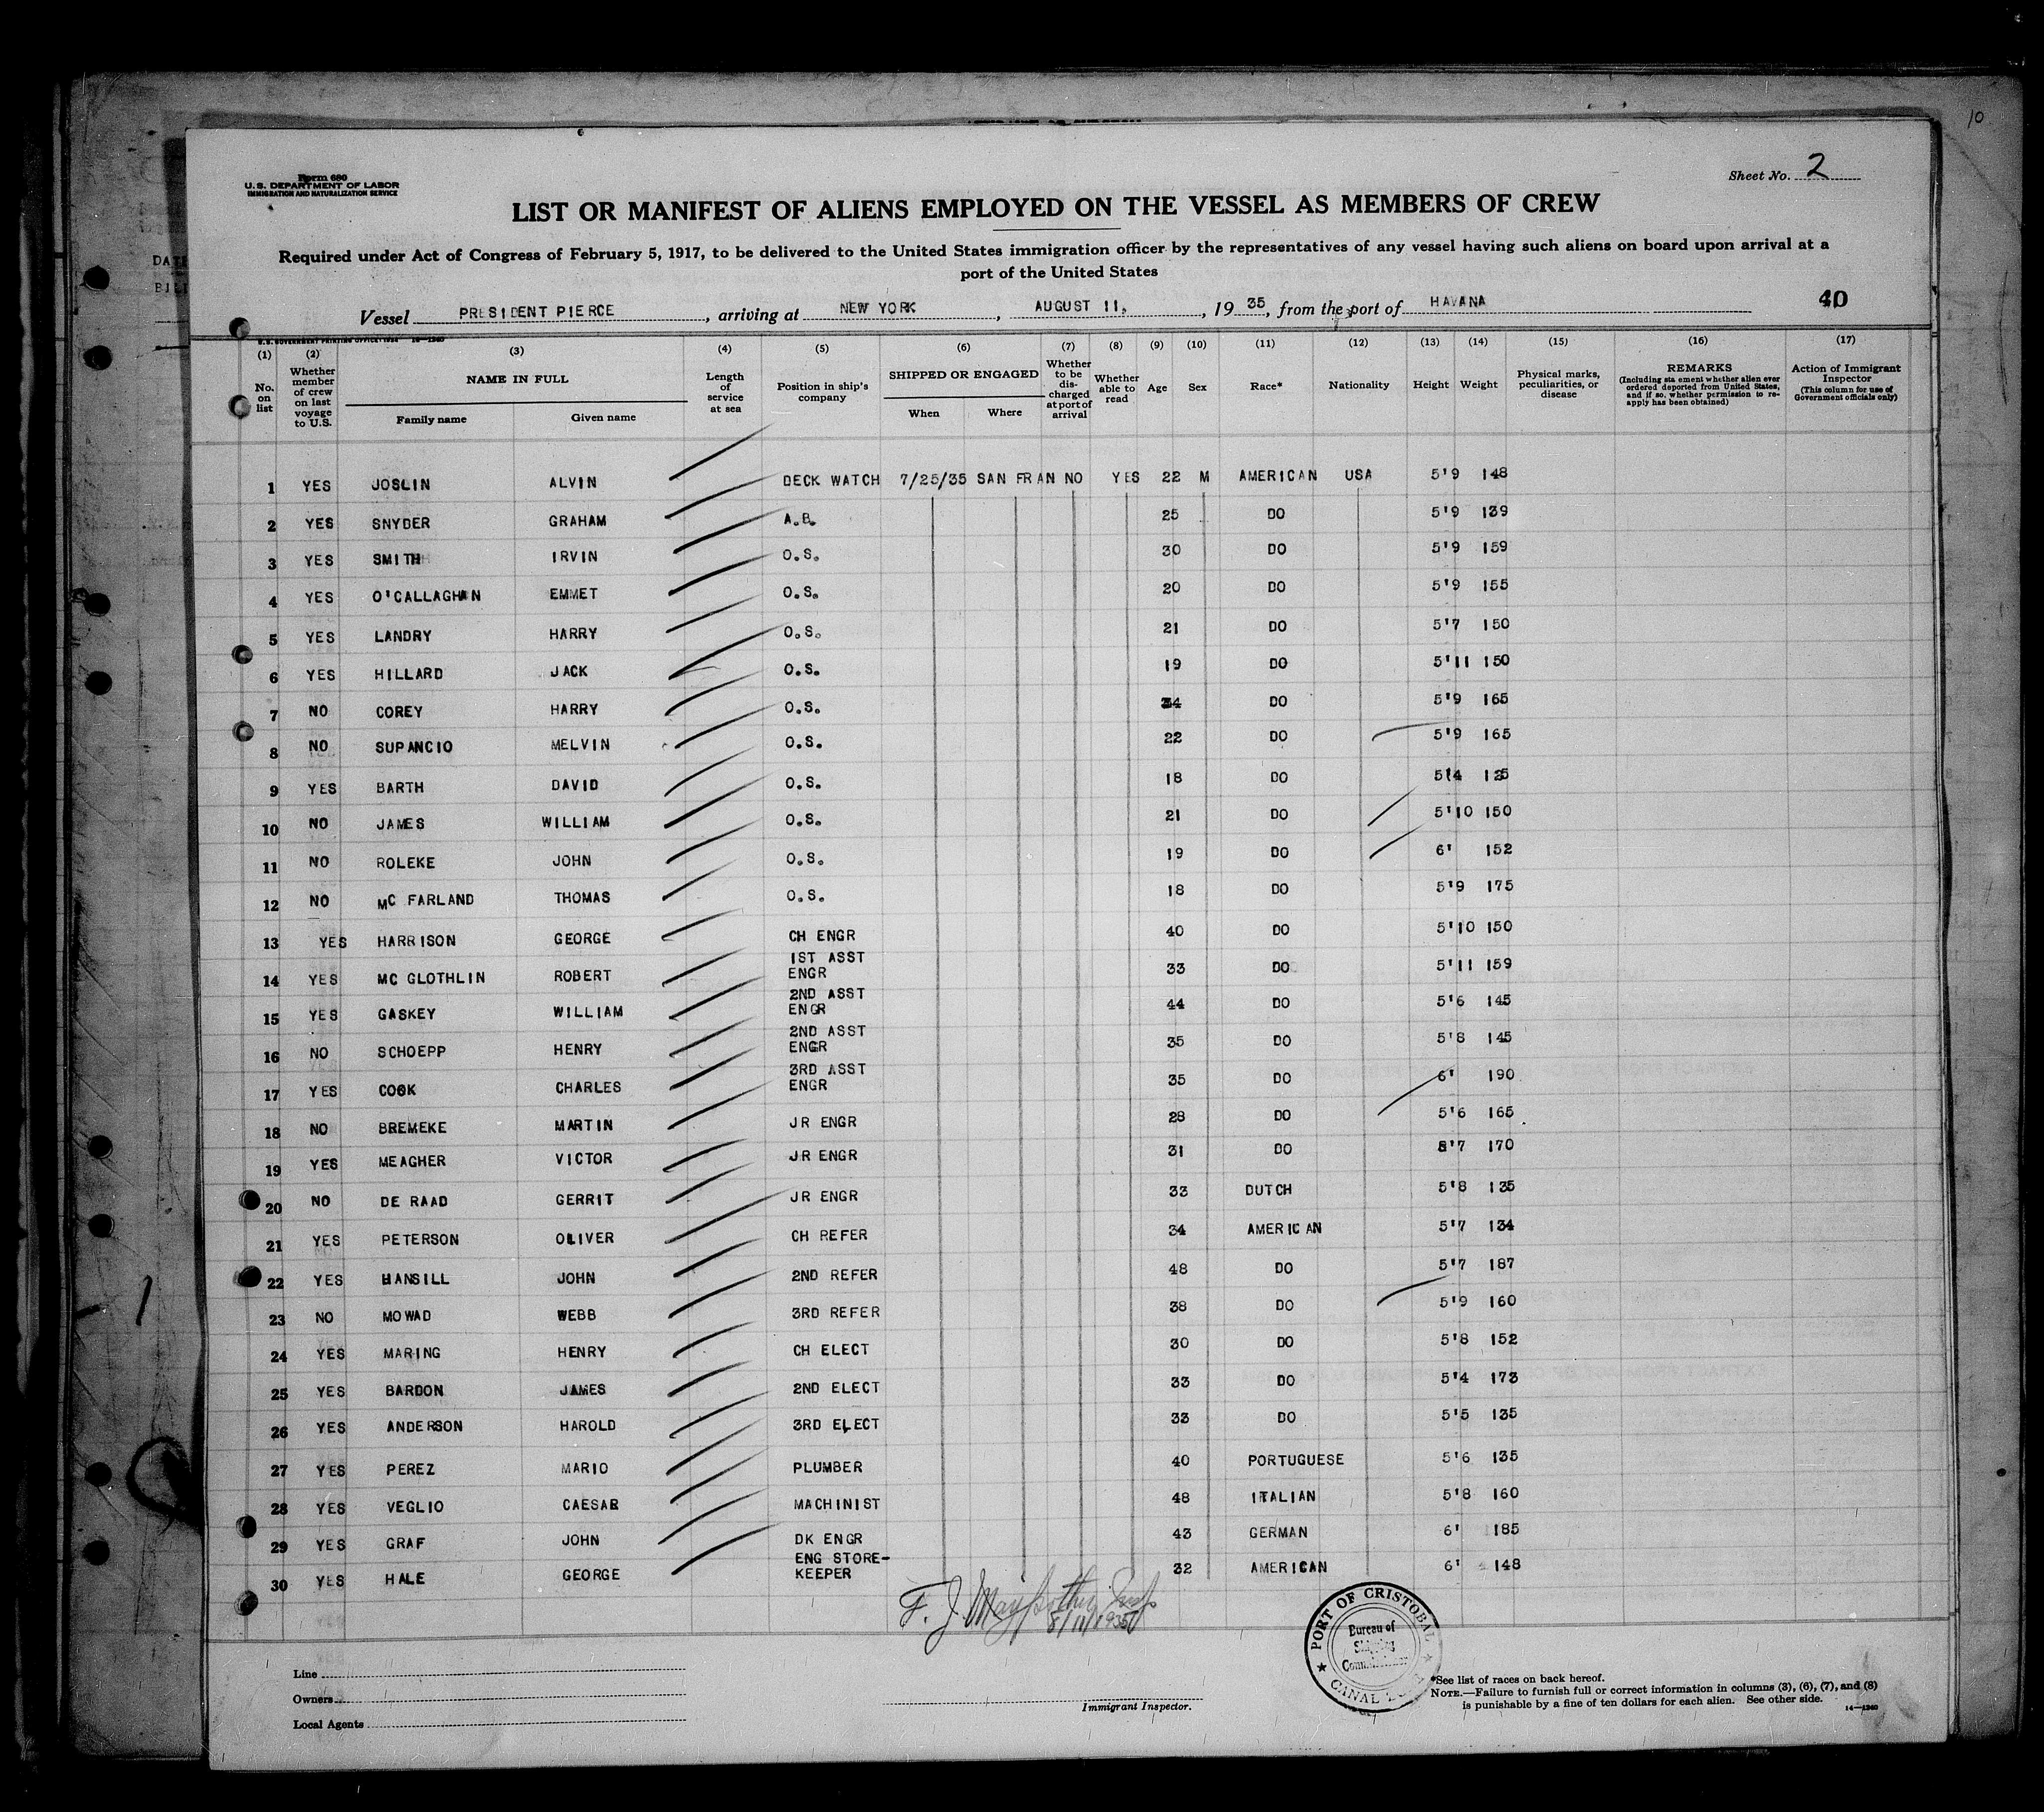 10
Form 680
U.S. DEPARTMENT OF LABOR
IMMIGRATION AND NATURALIZATION SERVICE
Sheet No. 2
LIST OR MANIFEST OF ALIENS EMPLOYED ON THE VESSEL AS MEMBERS OF CREW
Required under Act of Congress of February 5, 1917, to be delivered to the United States immigration officer by the representatives of any vessel having such aliens on board upon arrival at a
port of the United States
40
Vessel PRESIDENT PIERCE, arriving at NEW YORK, AUGUST 11, 1935, from the port of HAVANA
(1) No. on list
(2) Whether member of crew on last voyage to U.S.
(3) NAME IN FULL
Family name Given name
(4) Length of service at sea
(5) Position in ship's company
(6) SHIPPED OR ENGAGED
When Where
(7) Whether to be discharged at port of arrival
(8) Whether able to read
(9) Age
(10) Sex
(11) Race*
(12) Nationality
(13) Height
(14) Weight
(15) Physical marks, peculiarities, or disease
(16) REMARKS
(Including sta ement whether alien ever ordered deported from United States, and if so, whether permission to reapply has been obtained)
(17) Action of Immigrant Inspector
(This column for use of Government officials only)
1 YES JOSLIN ALVIN DECK WATCH 7/25/35 SAN FRAN NO YES 22 M AMERICAN USA 5'9 148
2 YES SNYDER GRAHAM A.B. 25 DO 5'9 139
3 YES SMITH IRVIN O.S. 30 DO 5'9 159
4 YES O'CALLAGHAN EMMET O.S. 20 DO 5'9 155
5 YES LANDRY HARRY O.S. 21 DO 5'7 150
6 YES HILLARD JACK O.S. 19 DO 5'11 150
7 NO COREY HARRY O.S. 34 DO 5'9 165
8 NO SUPANCIO MELVIN O.S. 22 DO 5'9 165
9 YES BARTH DAVID O.S. 18 DO 5'4 125
10 NO JAMES WILLIAM O.S. 21 DO 5'10 150
11 NO ROLEKE JOHN O.S. 19 DO 6' 152
12 NO MC FARLAND THOMAS O.S. 18 DO 5'9 175
13 YES HARRISON GEORGE CH ENGR 40 DO 5'10 150
14 YES MC GLOTHLIN ROBERT 1ST ASST ENGR 33 DO 5'11 159
15 YES GASKEY WILLIAM 2ND ASST ENGR 44 DO 5'6 145
16 NO SCHOEPP HENRY 2ND ASST ENGR 35 DO 5'8 145
17 YES COOK CHARLES 3RD ASST ENGR 35 DO 6' 190
18 NO BREMEKE MARTIN JR ENGR 28 DO 5'6 165
19 YES MEAGHER VICTOR JR ENGR 31 DO 5'7 170
20 NO DE RAAD GERRIT JR ENGR 33 DUTCH 5'8 135
21 YES PETERSON OLIVER CH REFER 34 AMERICAN 5'7 134
22 YES HANSILL JOHN 2ND REFER 48 DO 5'7 187
23 NO MOWAD WEBB 3RD REFER 38 DO 5'9 160
24 YES MARING HENRY CH ELECT 30 DO 5'8 152
25 YES BARDON JAMES 2ND ELECT 33 DO 5'4 173
26 YES ANDERSON HAROLD 3RD ELECT 33 DO 5'5 135
27 YES PEREZ MARIO PLUMBER 40 PORTUGUESE 5'6 135
28 YES VEGLIO CAESAR MACHINIST 48 ITALIAN 5'8 160
29 YES GRAF JOHN DK ENGR 43 GERMAN 6' 185
30 YES HALE GEORGE ENG STORE-KEEPER 32 AMERICAN 6' 148
F. J.
8/11/1935
PORT OF CRISTOBAL
Bureau of
Shipping
Commissioner
CANAL ZONE
Line
Owners
Local Agents
Immigrant Inspector.
*See list of races on back hereof.
NOTE.—Failure to furnish full or correct information in columns (3), (6), (7), and (8)
is punishable by a fine of ten dollars for each alien. See other side.
14—1240